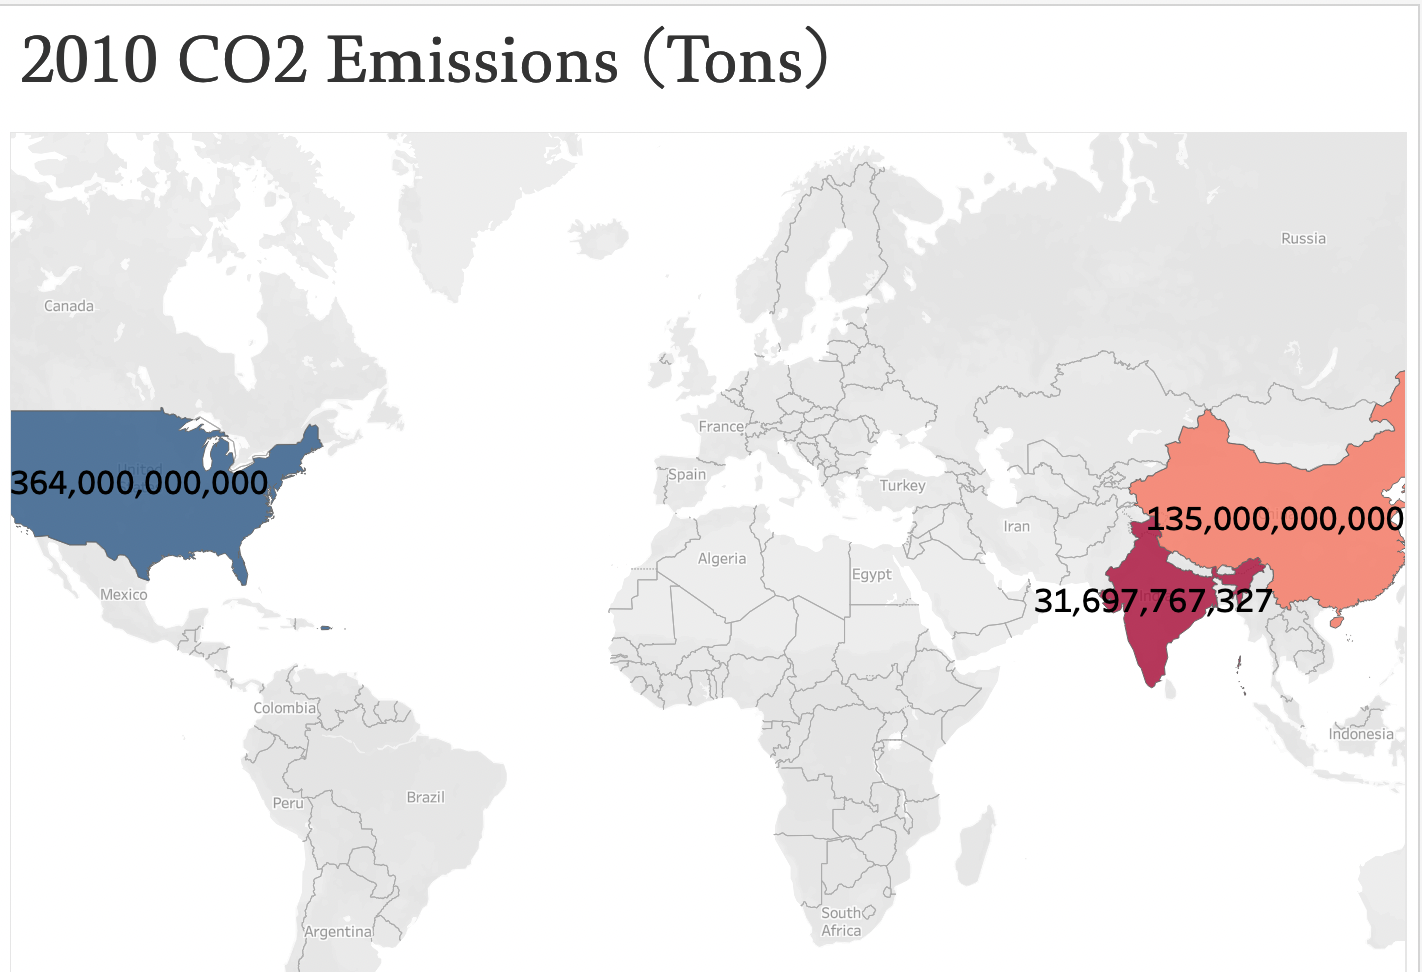 2010 CO2 Emissions (Tons)
Russia
Canada
France
United
364,000,000,000
Spain
Turkey
135,000,000,000
Iran
Algeria
Egypt
Mexico
31,697,767,327
Colombia
Indonesia
Peru
Brazil
South
Africa
Argentina